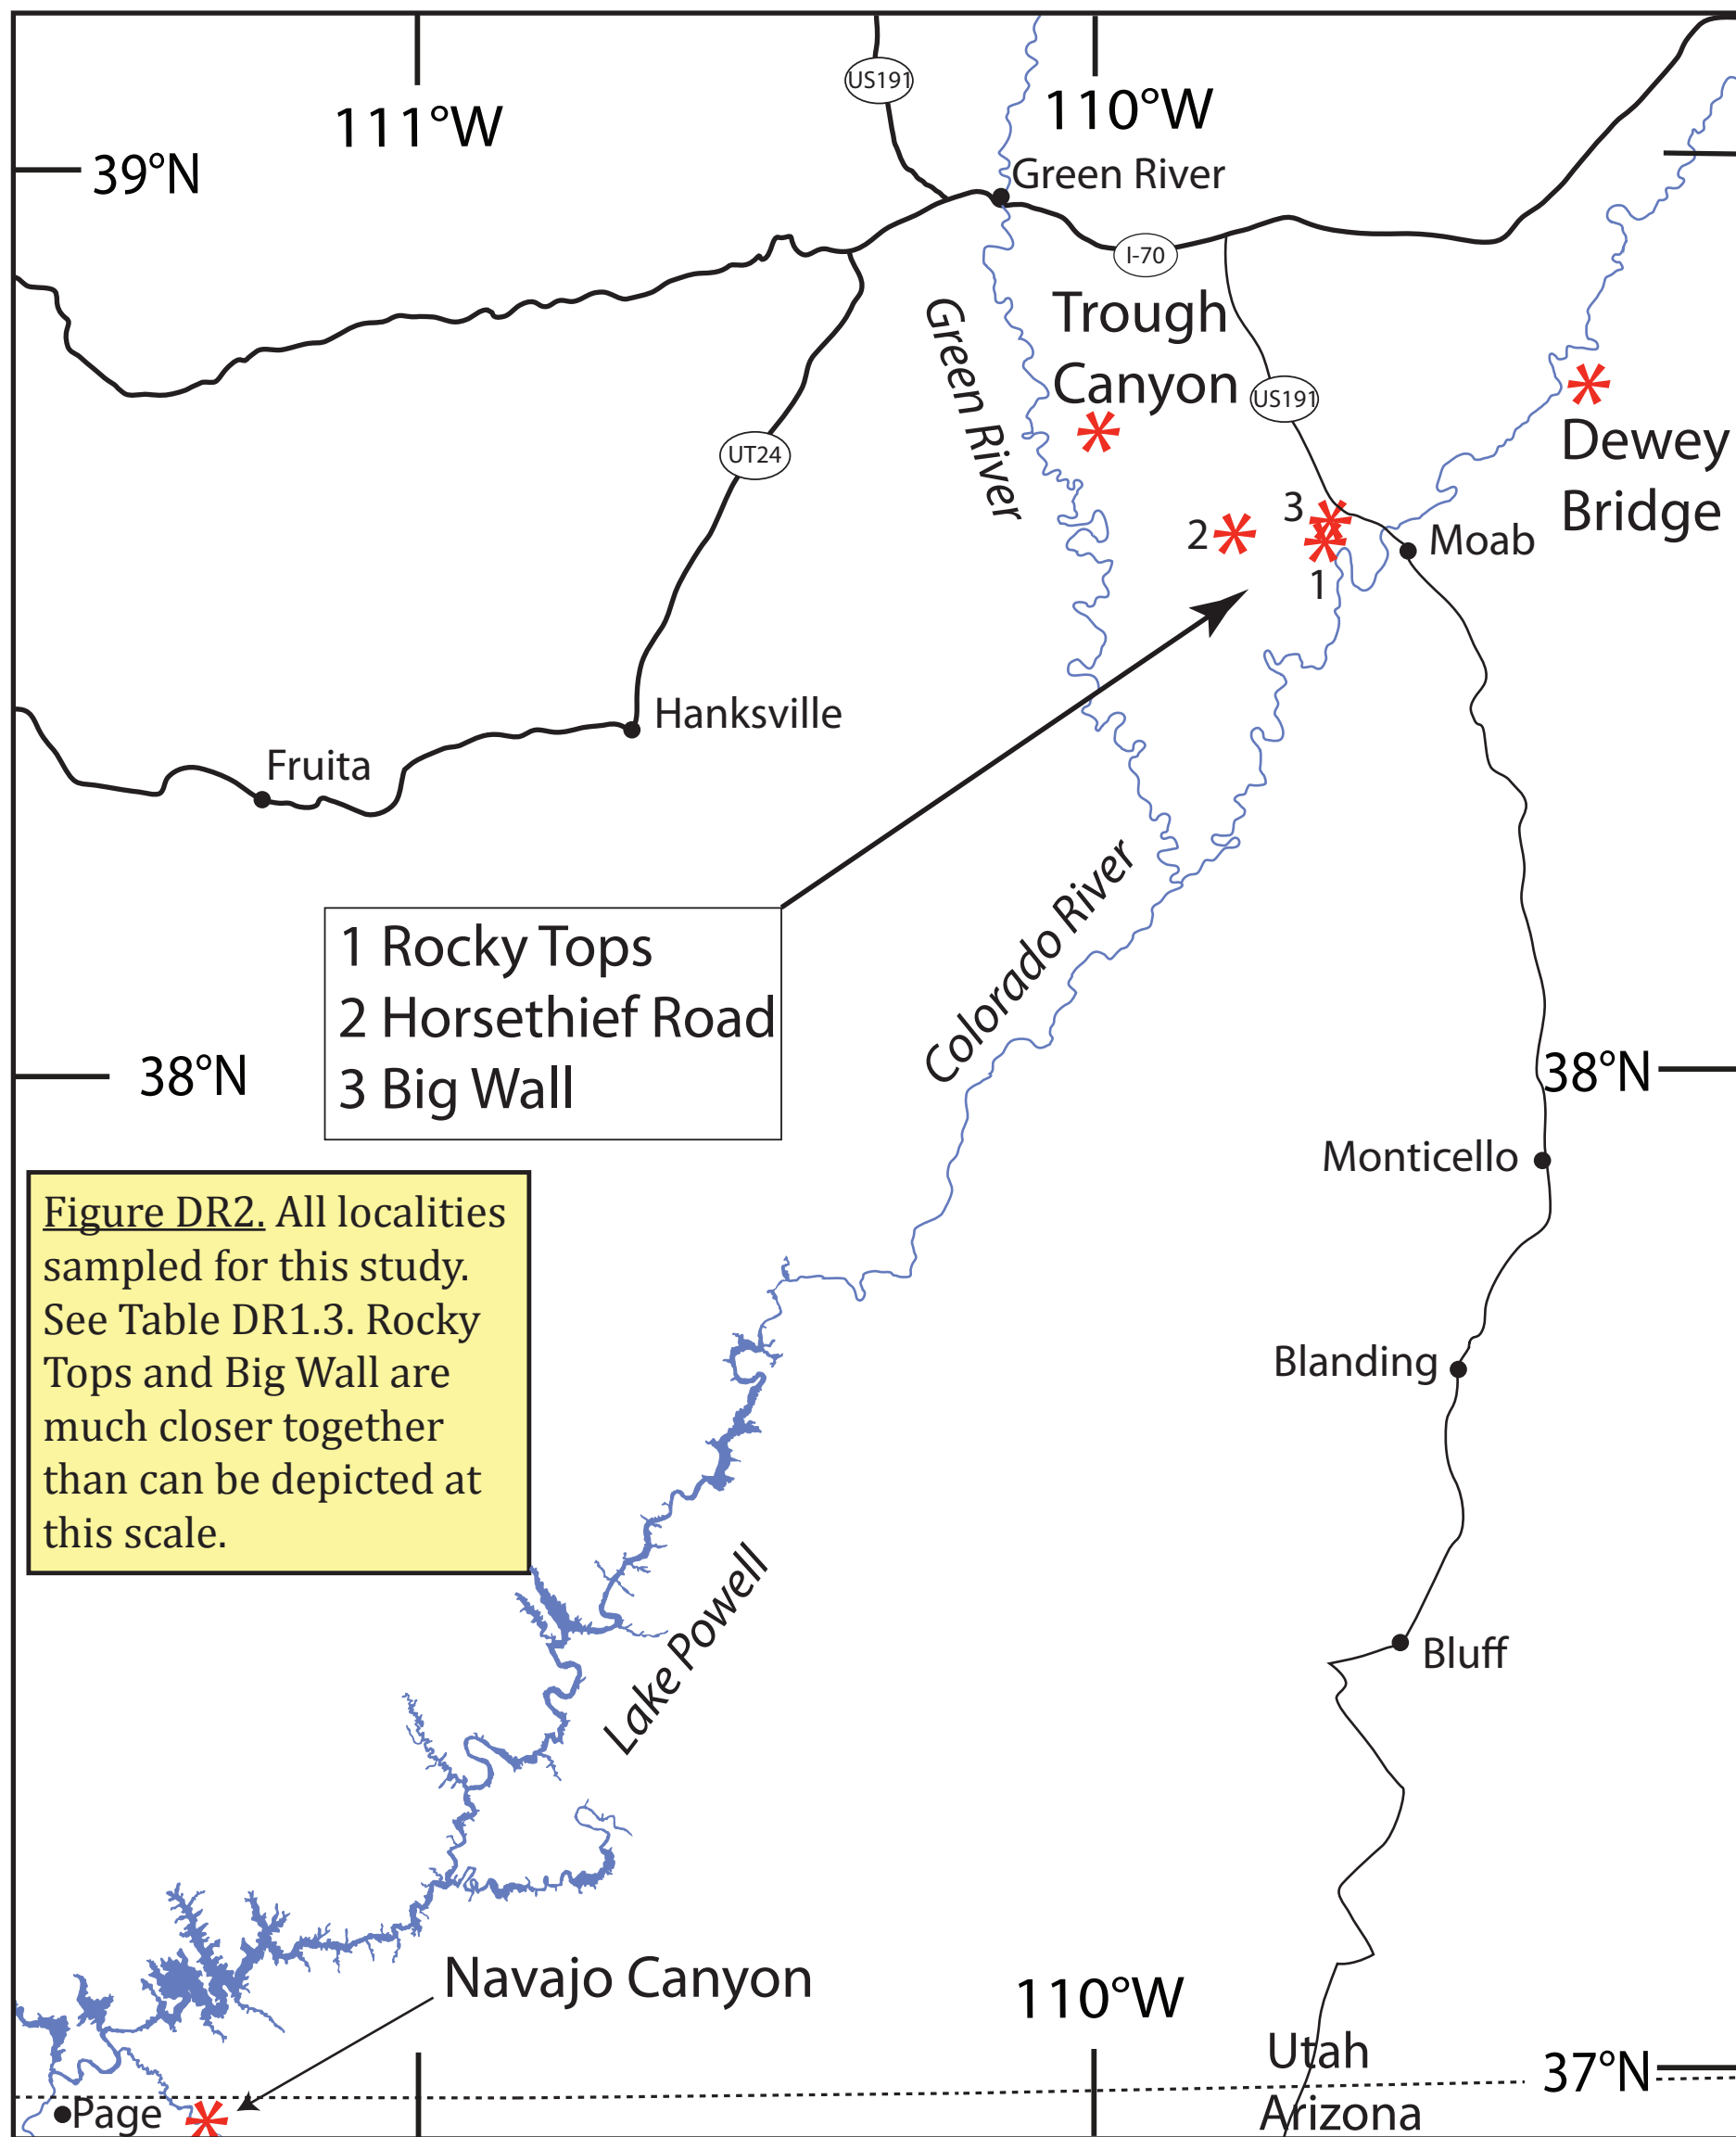 US191
111°W
110°W
39°N
Green River
I-70
Trough
Canyon
Green River
US191
Dewey
Bridge
UT24
3
2
Moab
1
Hanksville
Fruita
Colorado River
1 Rocky Tops
2 Horsethief Road
3 Big Wall
38°N
38°N
Monticello
Figure DR2. All localities
sampled for this study.
See Table DR1.3. Rocky
Tops and Big Wall are
much closer together
than can be depicted at
this scale.
Blanding
Lake Powell
Bluff
Navajo Canyon
110°W
Utah
37°N
Page
Arizona